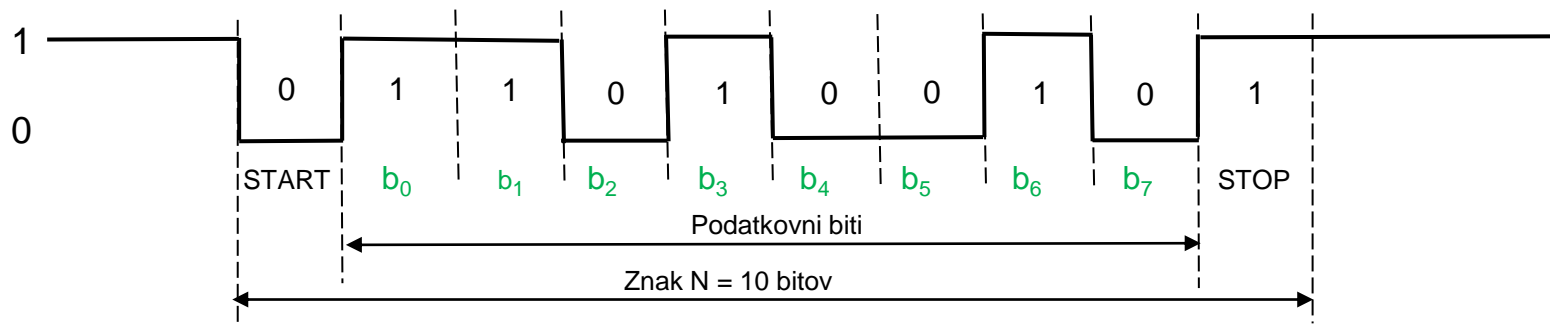 1
0 1 1 0 1 0 0 1 0 1
0
START b₀ b₁ b₂ b₃ b₄ b₅ b₆ b₇ STOP
Podatkovni biti
Znak N = 10 bitov